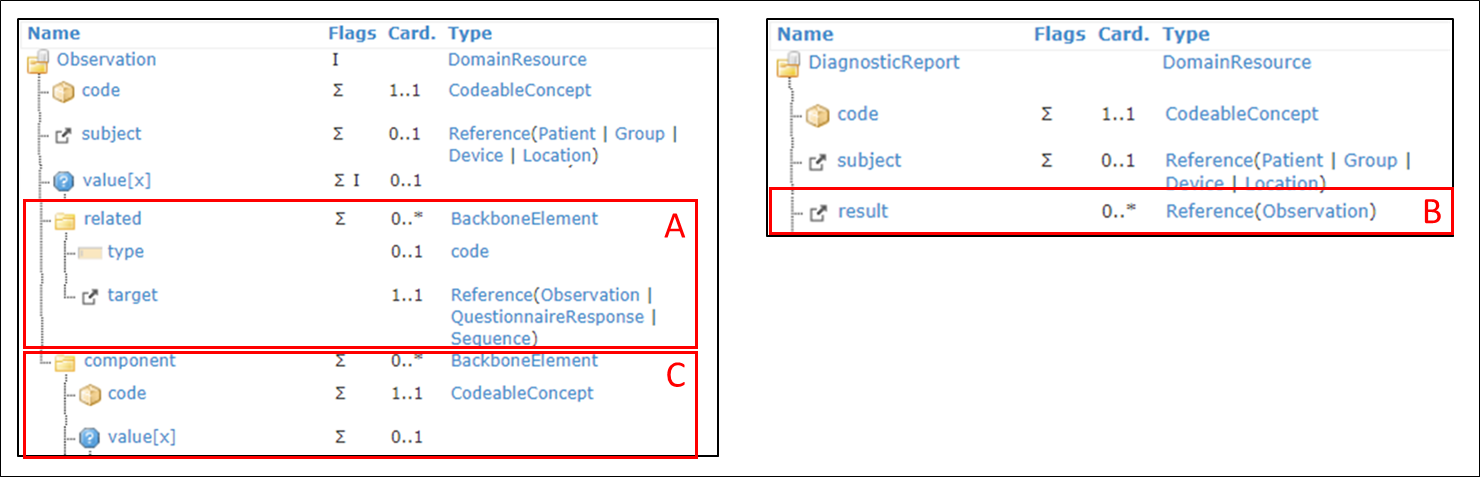 Name Flags Card. Type
Observation I DomainResource
code Σ 1..1 CodeableConcept
subject Σ 0..1 Reference(Patient | Group |
Device | Location)
value[x] Σ I 0..1
related Σ 0..* BackboneElement A
type 0..1 code
target 1..1 Reference(Observation |
QuestionnaireResponse |
Sequence)
component Σ 0..* BackboneElement C
code Σ 1..1 CodeableConcept
value[x] Σ 0..1
Name Flags Card. Type
DiagnosticReport DomainResource
code Σ 1..1 CodeableConcept
subject Σ 0..1 Reference(Patient | Group |
Device | Location)
result 0..* Reference(Observation) B